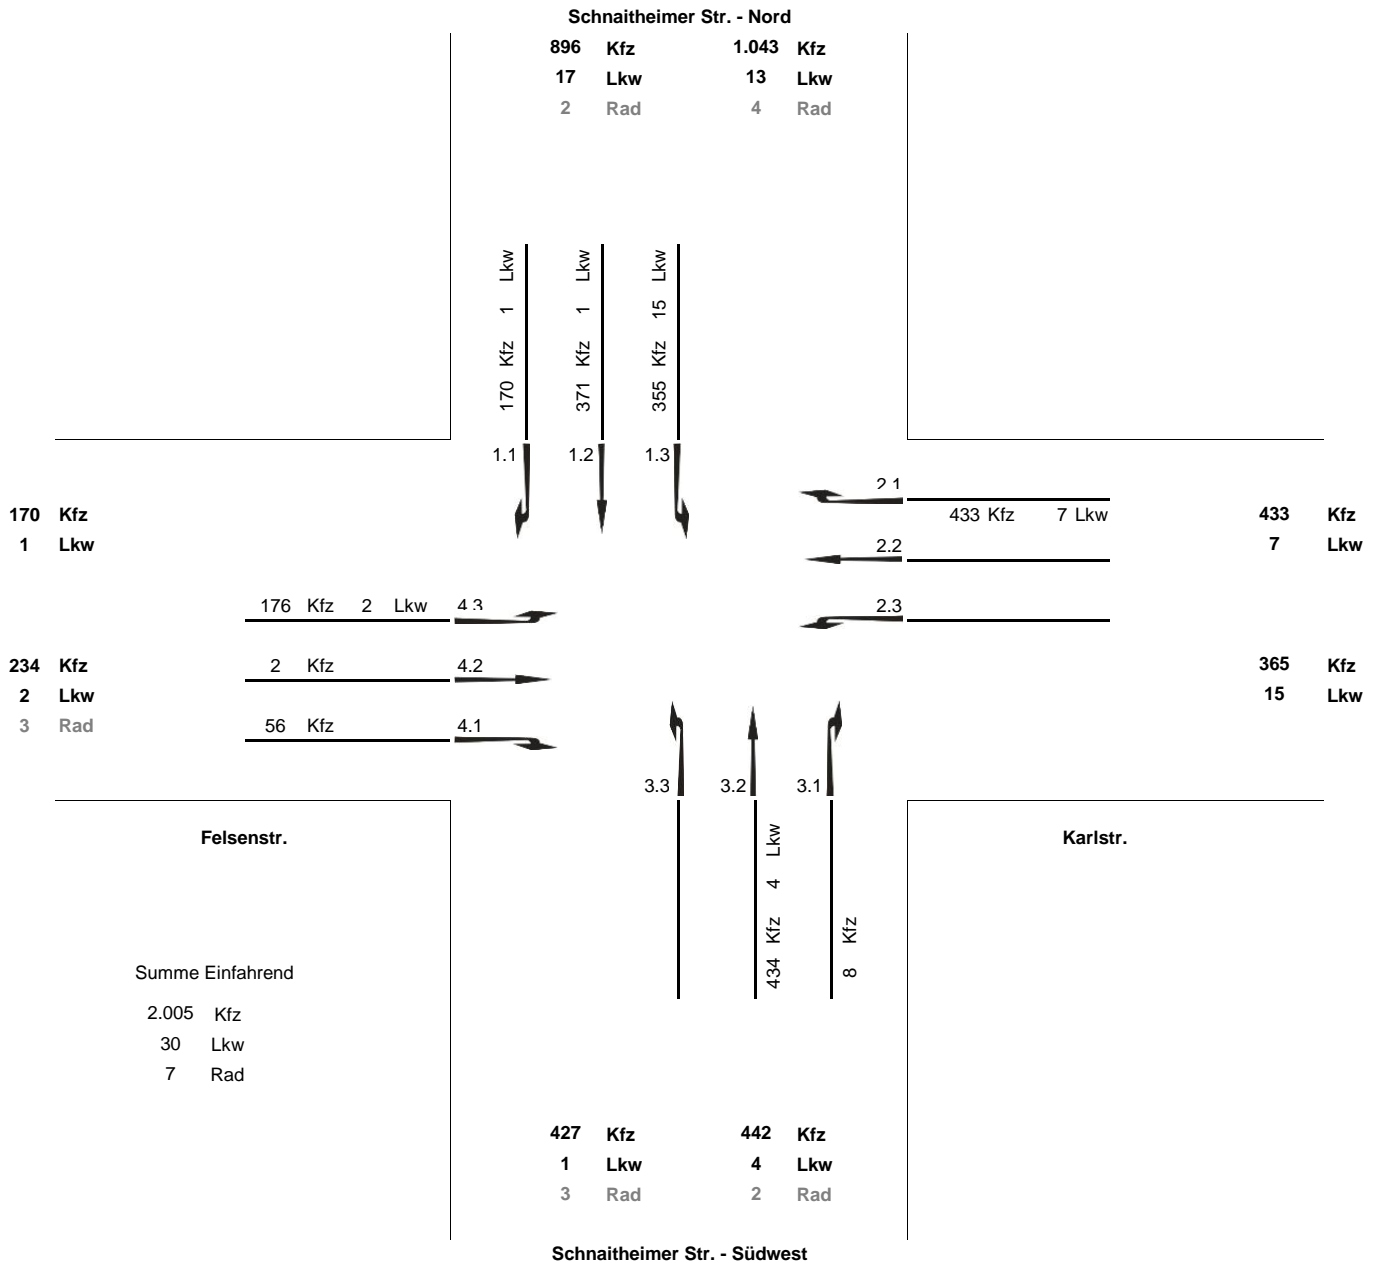 Schnaitheimer Str. - Nord
896 Kfz 1.043 Kfz
17 Lkw 13 Lkw
2 Rad 4 Rad
170 Kfz 1 Lkw
371 Kfz 1 Lkw
355 Kfz 15 Lkw
1.1 1.2 1.3
2.1
170 Kfz
1 Lkw
433 Kfz 7 Lkw
433 Kfz
7 Lkw
2.2
176 Kfz 2 Lkw 4.3
2.3
234 Kfz
2 Lkw
3 Rad
2 Kfz 4.2
56 Kfz 4.1
365 Kfz
15 Lkw
3.3 3.2 3.1
434 Kfz 4 Lkw
8 Kfz
Felsenstr.
Karlstr.
Summe Einfahrend
2.005 Kfz
30 Lkw
7 Rad
427 Kfz 442 Kfz
1 Lkw 4 Lkw
3 Rad 2 Rad
Schnaitheimer Str. - Südwest